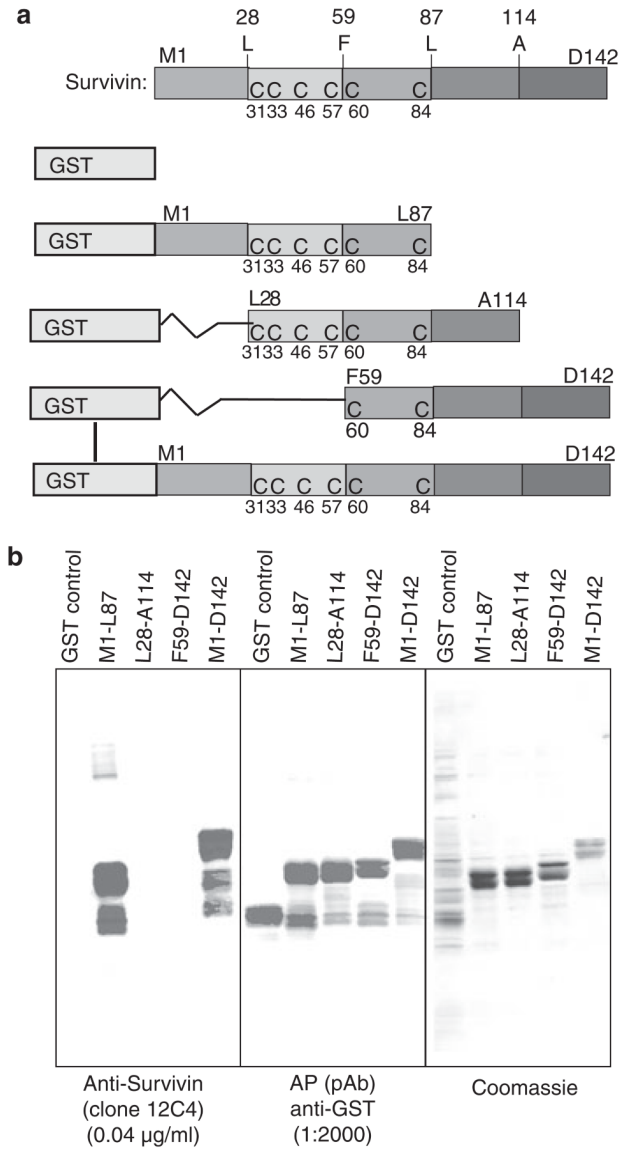 a
28 59 87 114
L F L A
M1 D142
Survivin:
C C C C C C
31 33 46 57 60 84
GST
M1 L87
GST C C C C C C
31 33 46 57 60 84
L28 A114
GST C C C C C C
31 33 46 57 60 84
F59 D142
GST C C
60 84
M1 D142
GST C C C C C C
31 33 46 57 60 84
b
GST control
M1-L87
L28-A114
F59-D142
M1-D142
GST control
M1-L87
L28-A114
F59-D142
M1-D142
GST control
M1-L87
L28-A114
F59-D142
M1-D142
Anti-Survivin
(clone 12C4)
(0.04 µg/ml)
AP (pAb)
anti-GST
(1:2000)
Coomassie